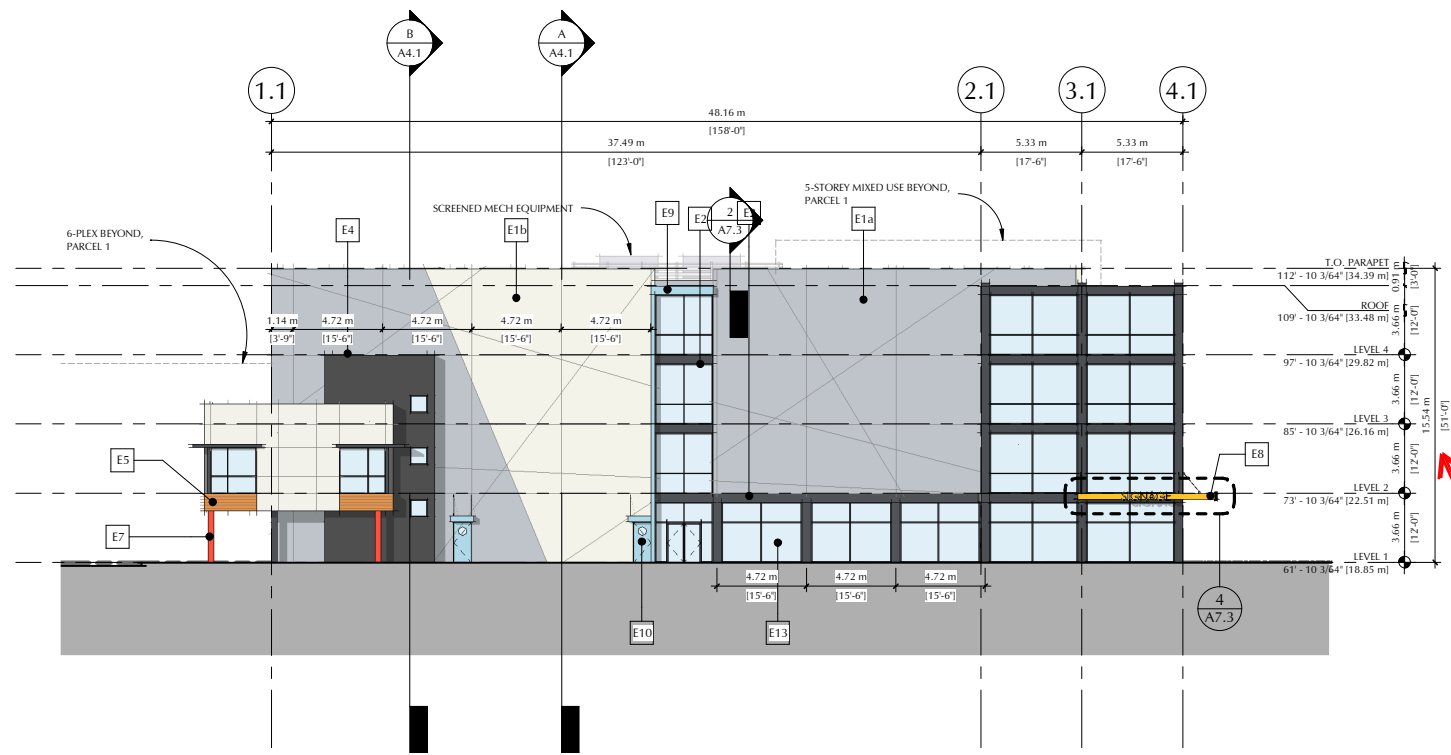 B
A4.1
A
A4.1
1.1
2.1
3.1
4.1
48.16 m
[158'-0"]
37.49 m
[123'-0"]
5.33 m
[17'-6"]
5.33 m
[17'-6"]
6-PLEX BEYOND,
PARCEL 1
E4
SCREENED MECH EQUIPMENT
E1b
E9
E2
2
A7.3
5-STOREY MIXED USE BEYOND,
PARCEL 1
E1a
T.O. PARAPET
112' - 10 3/64" [34.39 m]
0.91 m
[3'-0"]
ROOF
109' - 10 3/64" [33.48 m]
3.66 m
[12'-0"]
1.14 m
[3'-9"]
4.72 m
[15'-6"]
4.72 m
[15'-6"]
4.72 m
[15'-6"]
4.72 m
[15'-6"]
LEVEL 4
97' - 10 3/64" [29.82 m]
3.66 m
[12'-0"]
15.54 m
[51'-0"]
LEVEL 3
85' - 10 3/64" [26.16 m]
3.66 m
[12'-0"]
E5
E8
SIGNAGE
LEVEL 2
73' - 10 3/64" [22.51 m]
3.66 m
[12'-0"]
E7
LEVEL 1
61' - 10 3/64" [18.85 m]
4.72 m
[15'-6"]
4.72 m
[15'-6"]
4.72 m
[15'-6"]
4
A7.3
E10
E13